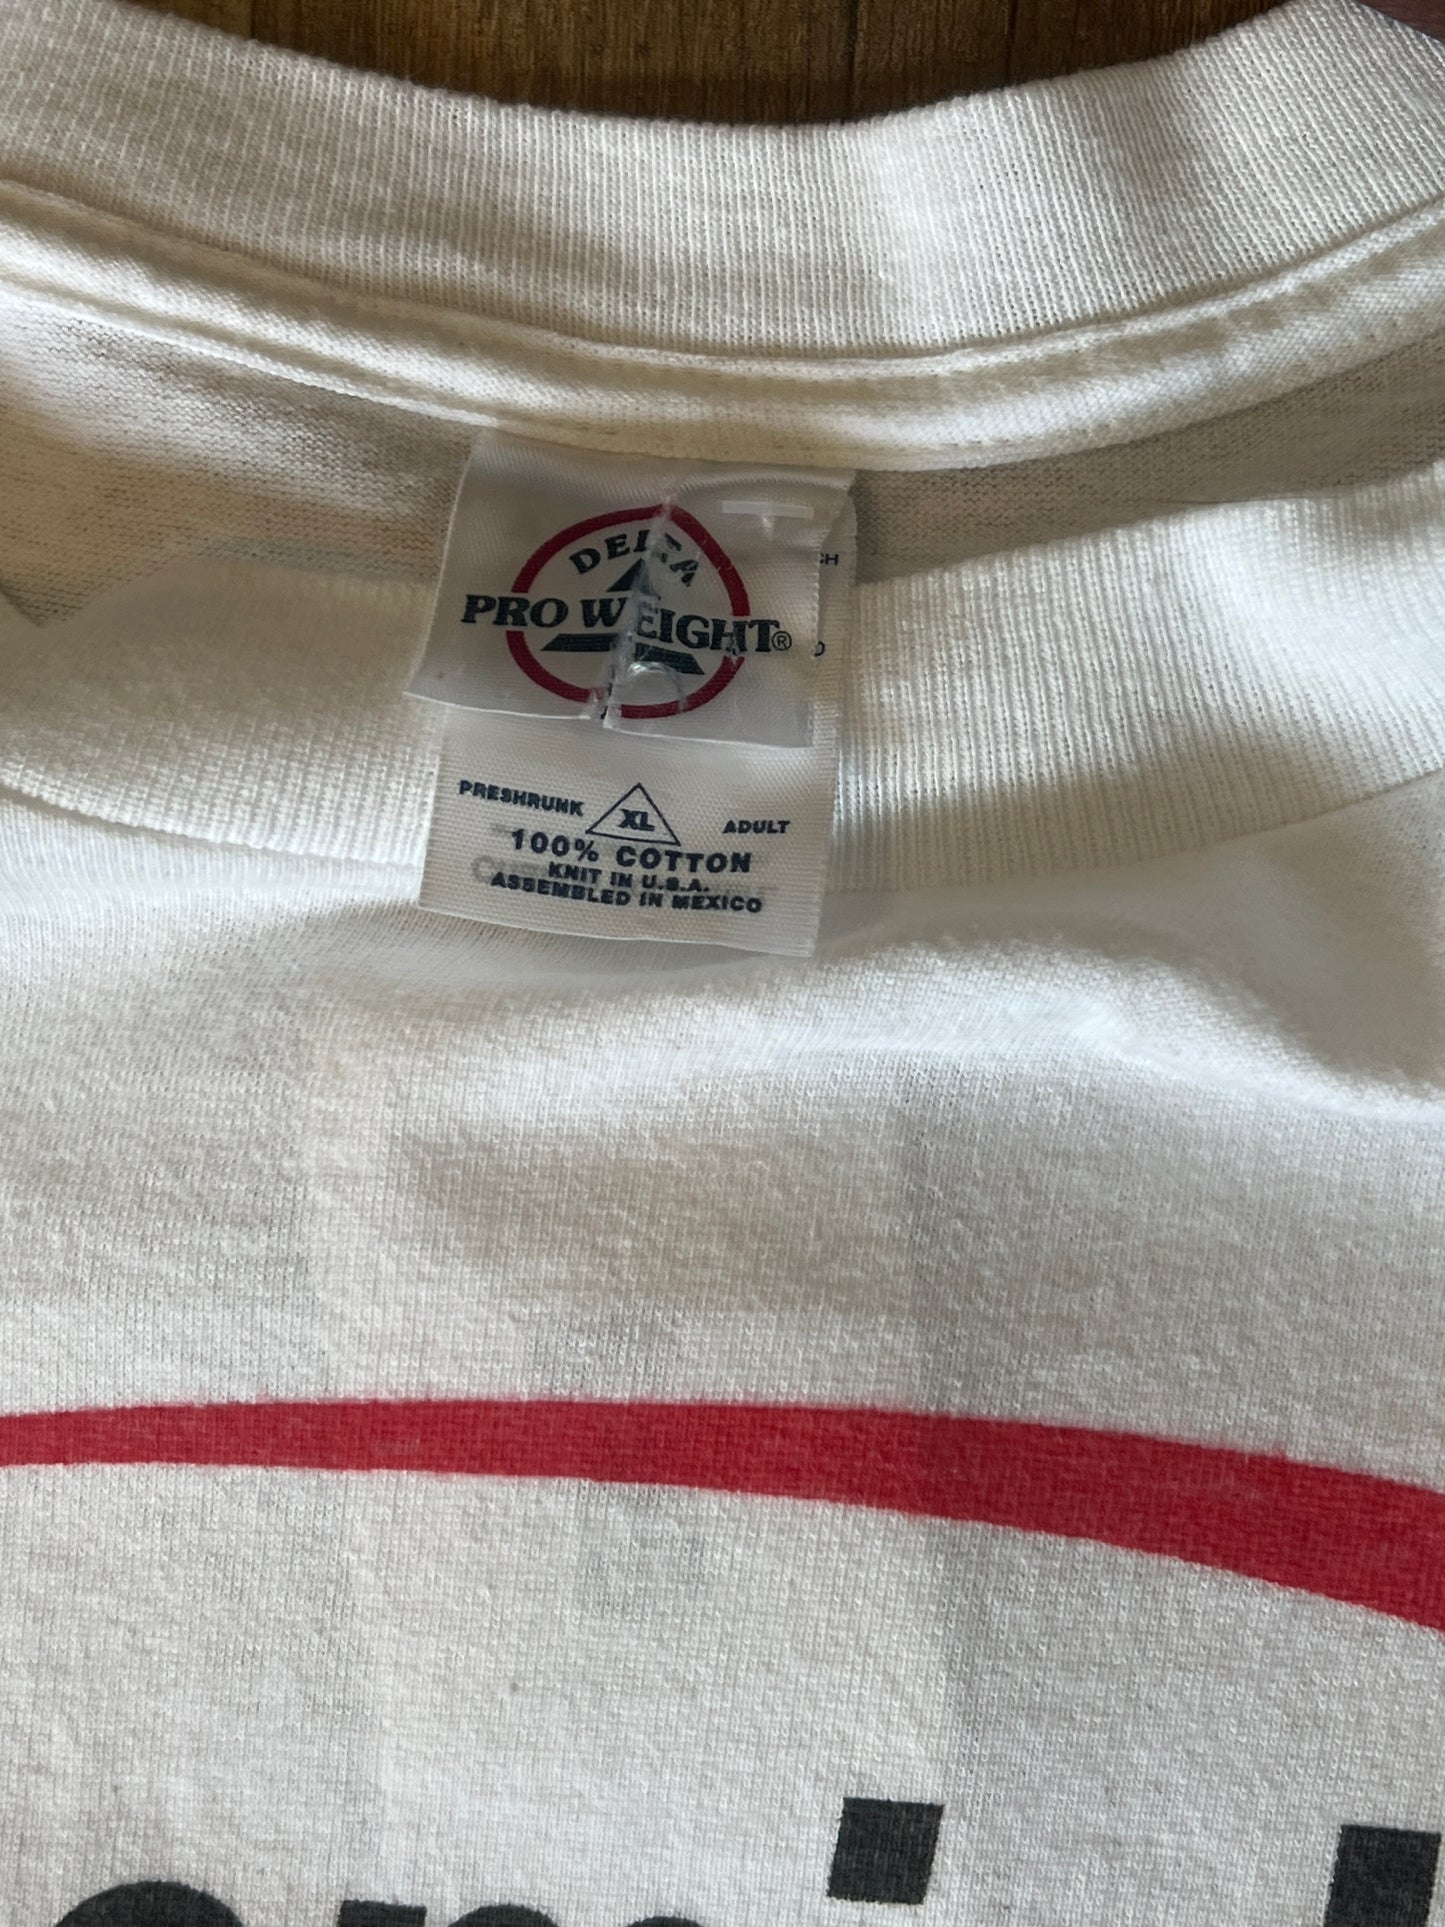 DELTA
PRO WEIGHT®
PRESHRUNK XL ADULT
100% COTTON
KNIT IN U.S.A.
ASSEMBLED IN MEXICO